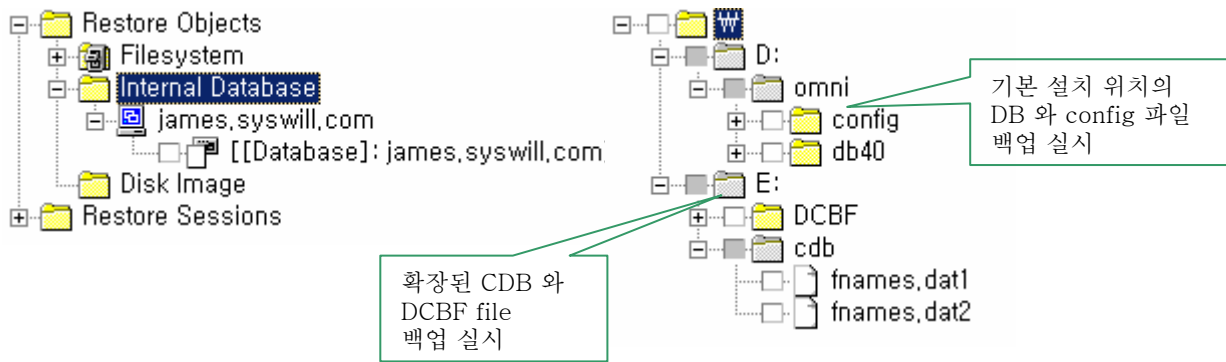 Restore Objects
Filesystem
Internal Database
james,syswill,com
[[Database]: james,syswill,com
Disk Image
Restore Sessions
₩
D:
omni
config
db40
E:
DCBF
cdb
fnames,dat1
fnames,dat2
기본 설치 위치의
DB 와 config 파일
백업 실시
확장된 CDB 와
DCBF file
백업 실시